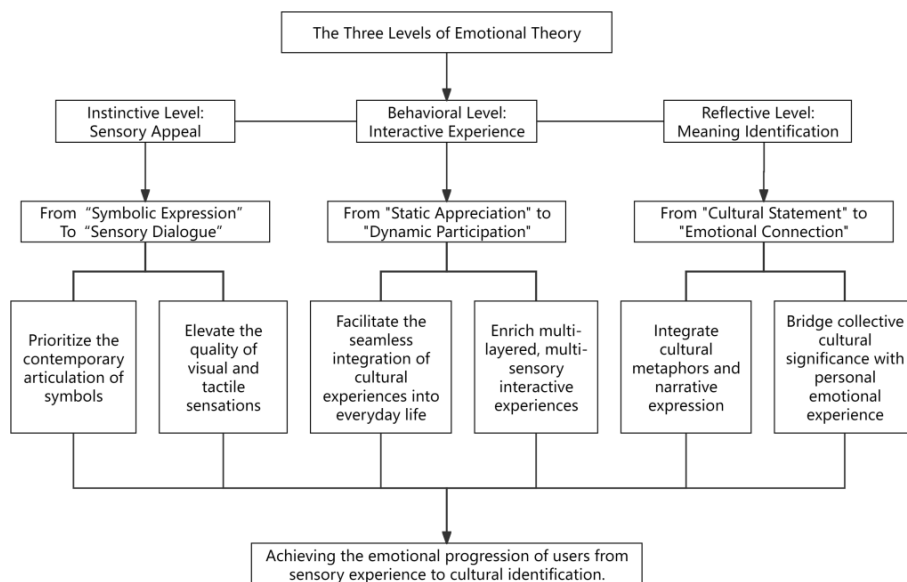 The Three Levels of Emotional Theory
Instinctive Level:
Sensory Appeal
Behavioral Level:
Interactive Experience
Reflective Level:
Meaning Identification
From “Symbolic Expression”
To “Sensory Dialogue”
From "Static Appreciation" to
"Dynamic Participation"
From "Cultural Statement" to
"Emotional Connection"
Prioritize the
contemporary
articulation of
symbols
Elevate the
quality of
visual and
tactile
sensations
Facilitate the
seamless
integration of
cultural
experiences into
everyday life
Enrich multi-
layered, multi-
sensory
interactive
experiences
Integrate
cultural
metaphors and
narrative
expression
Bridge collective
cultural
significance with
personal
emotional
experience
Achieving the emotional progression of users from
sensory experience to cultural identification.